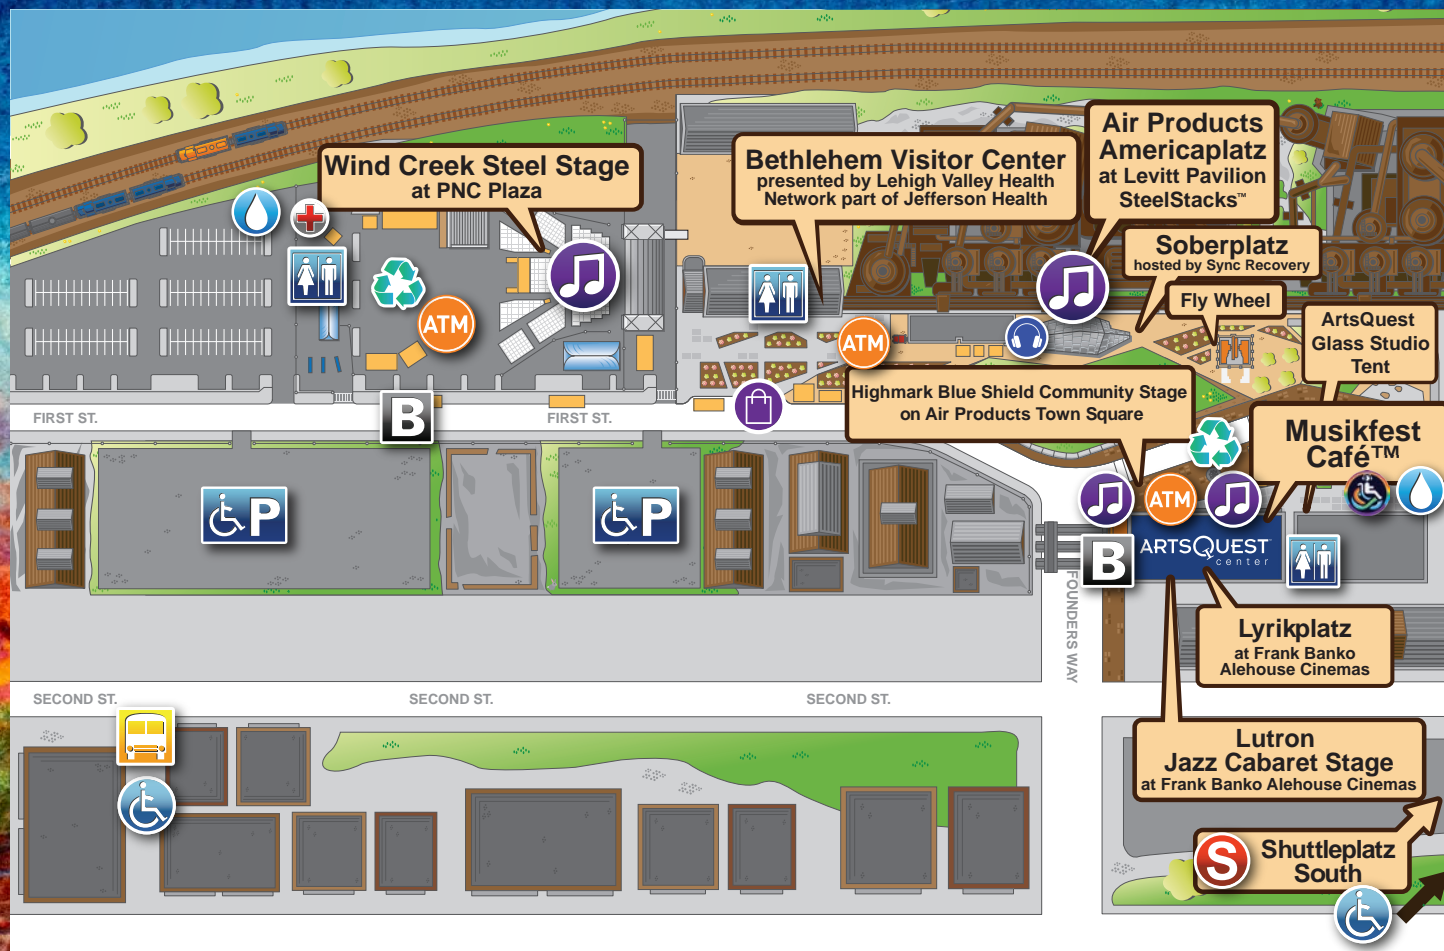 Wind Creek Steel Stage
at PNC Plaza
Bethlehem Visitor Center
presented by Lehigh Valley Health
Network part of Jefferson Health
Air Products
Americaplatz
at Levitt Pavilion
SteelStacks™
Soberplatz
hosted by Sync Recovery
Fly Wheel
ArtsQuest
Glass Studio
Tent
ATM
ATM
Highmark Blue Shield Community Stage
on Air Products Town Square
Musikfest
Café™
FIRST ST.
B
FIRST ST.
P
P
ATM
B
ARTSQUEST
center
FOUNDERS WAY
Lyrikplatz
at Frank Banko
Alehouse Cinemas
SECOND ST.
SECOND ST.
SECOND ST.
Lutron
Jazz Cabaret Stage
at Frank Banko Alehouse Cinemas
S
Shuttleplatz
South